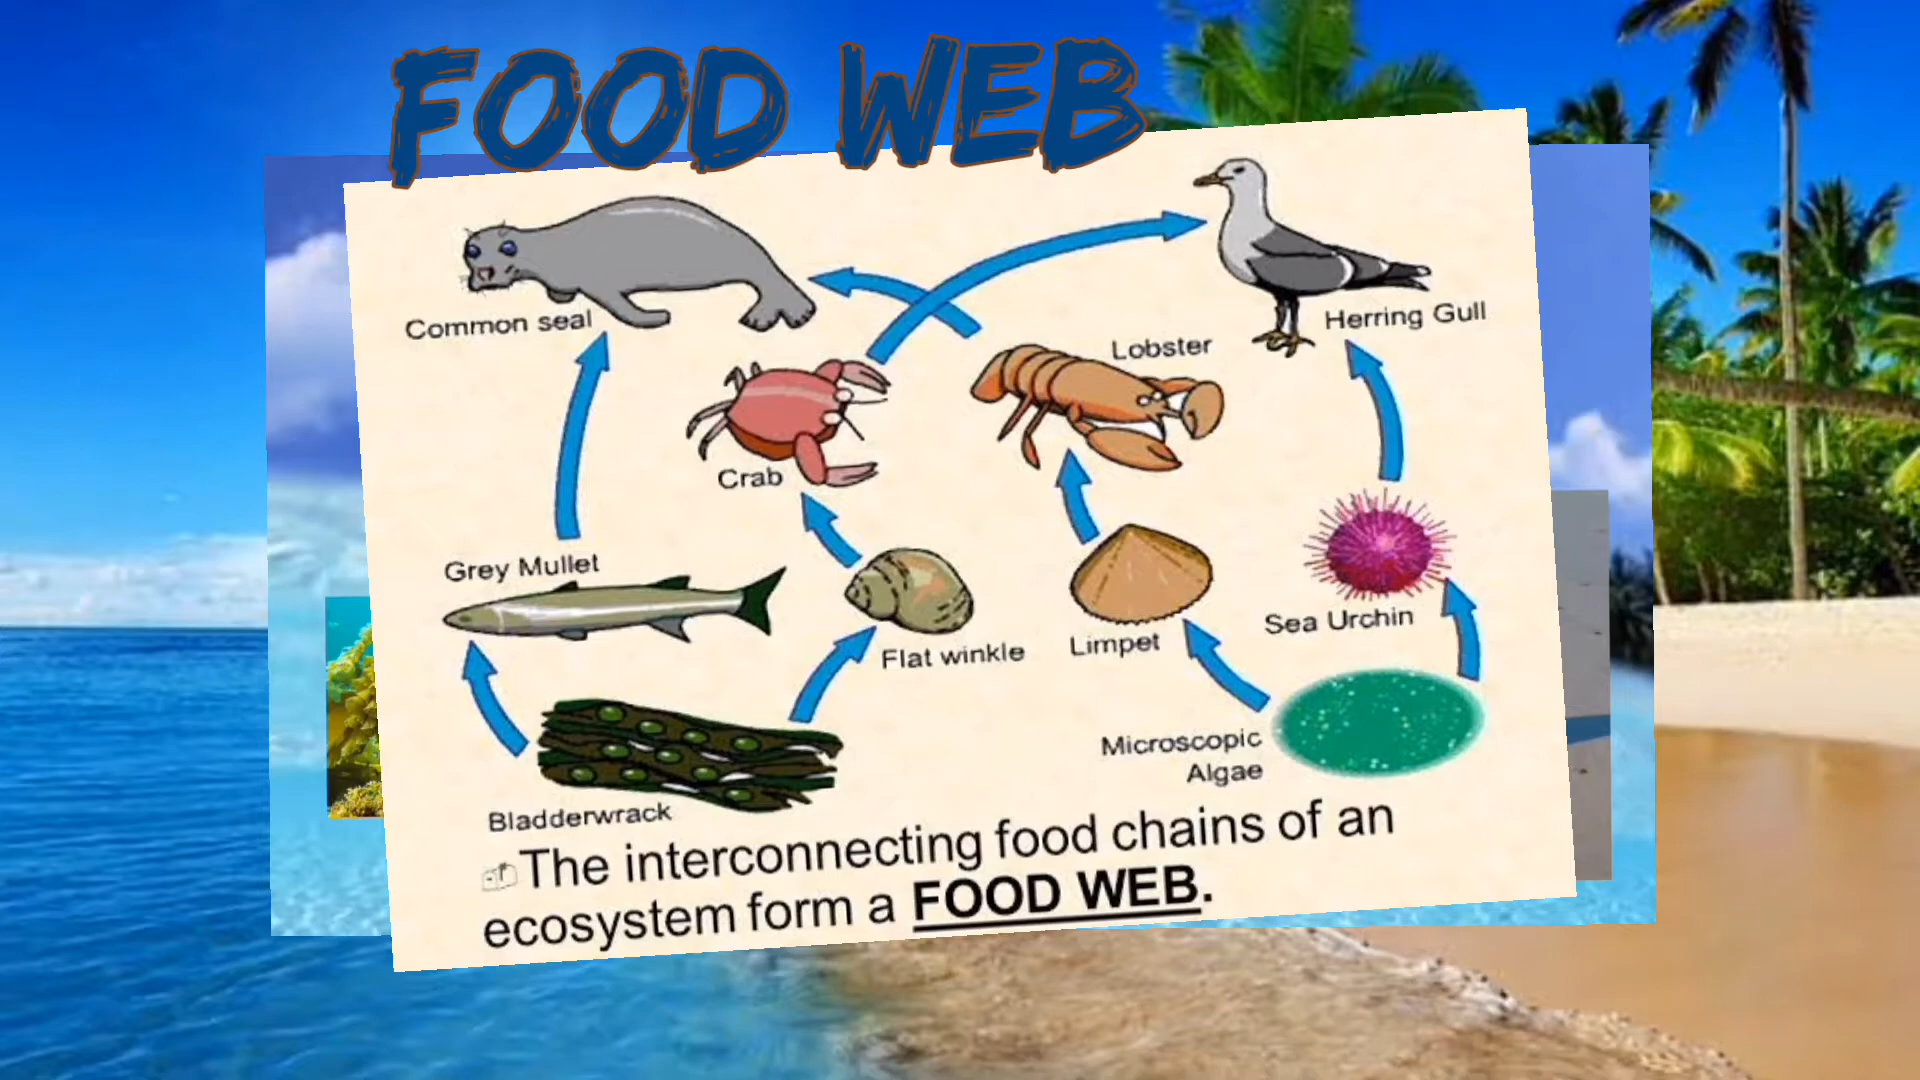 FOOD WEB
Common seal
Herring Gull
Lobster
Crab
Grey Mullet
Flat winkle
Limpet
Sea Urchin
Microscopic
Algae
Bladderwrack
The interconnecting food chains of an
ecosystem form a FOOD WEB.